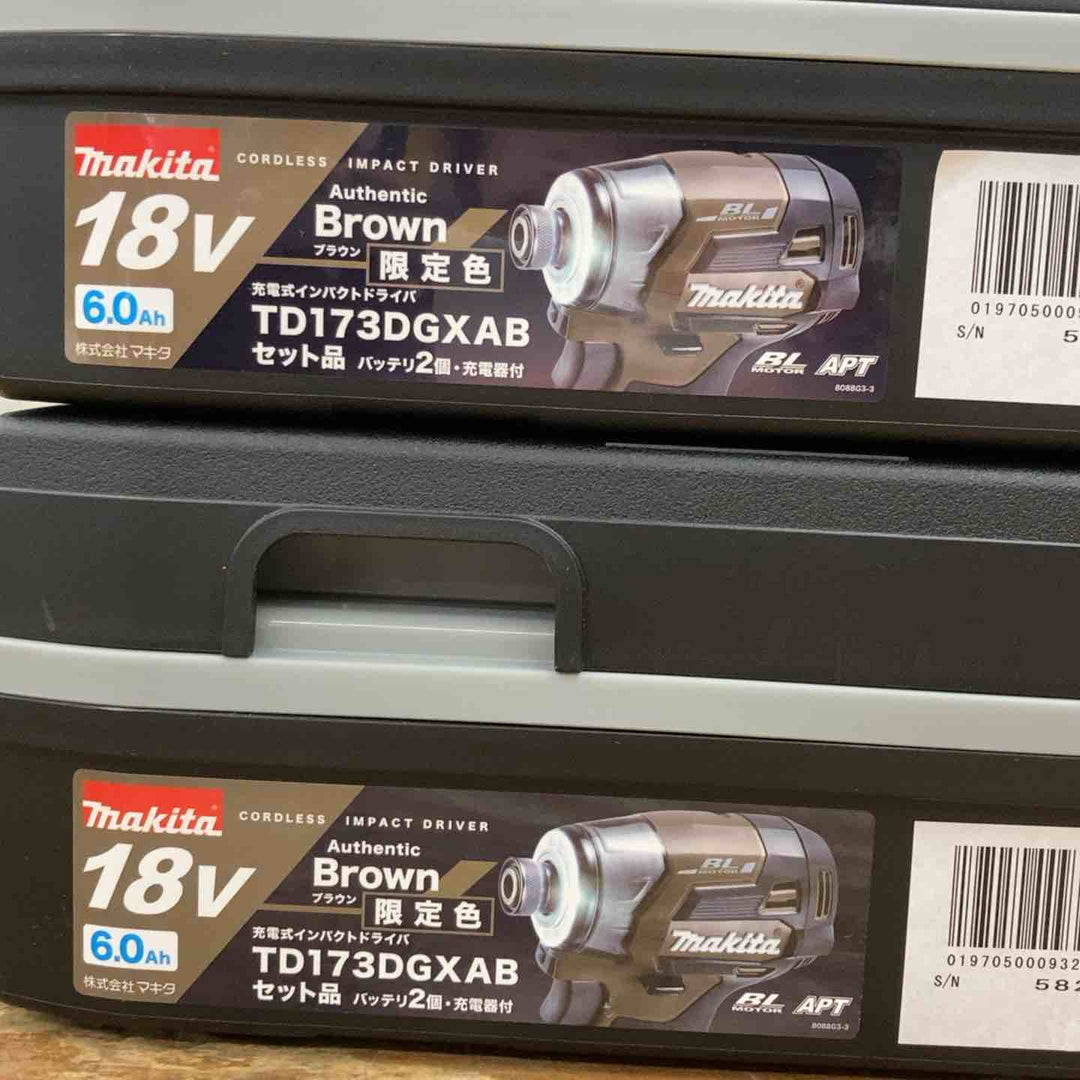 makita
CORDLESS IMPACT DRIVER
18V
Authentic
Brown
ブラウン
限定色
6.0Ah
充電式インパクトドライバ
TD173DGXAB
セット品 バッテリ2個・充電器付
株式会社マキタ
BL
MOTOR
makita
BL
MOTOR
APT
8088G3-3
S/N
makita
CORDLESS IMPACT DRIVER
18V
Authentic
Brown
ブラウン
限定色
6.0Ah
充電式インパクトドライバ
TD173DGXAB
セット品 バッテリ2個・充電器付
株式会社マキタ
BL
MOTOR
makita
BL
MOTOR
APT
8088G3-3
019705000932
S/N